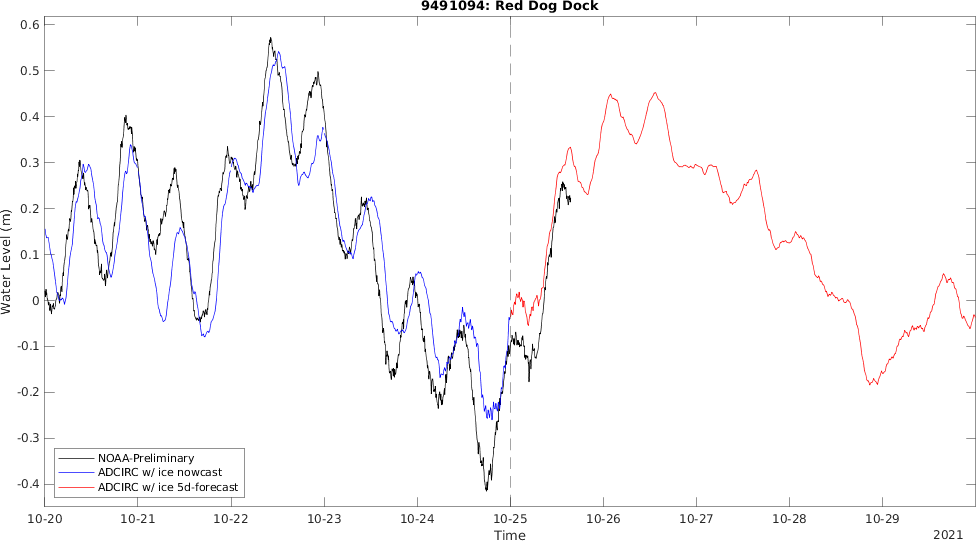 9491094: Red Dog Dock
Water Level (m)
0.6
0.5
0.4
0.3
0.2
0.1
0
-0.1
-0.2
-0.3
-0.4
NOAA-Preliminary
ADCIRC w/ ice nowcast
ADCIRC w/ ice 5d-forecast
10-20 10-21 10-22 10-23 10-24 10-25 10-26 10-27 10-28 10-29
Time
2021